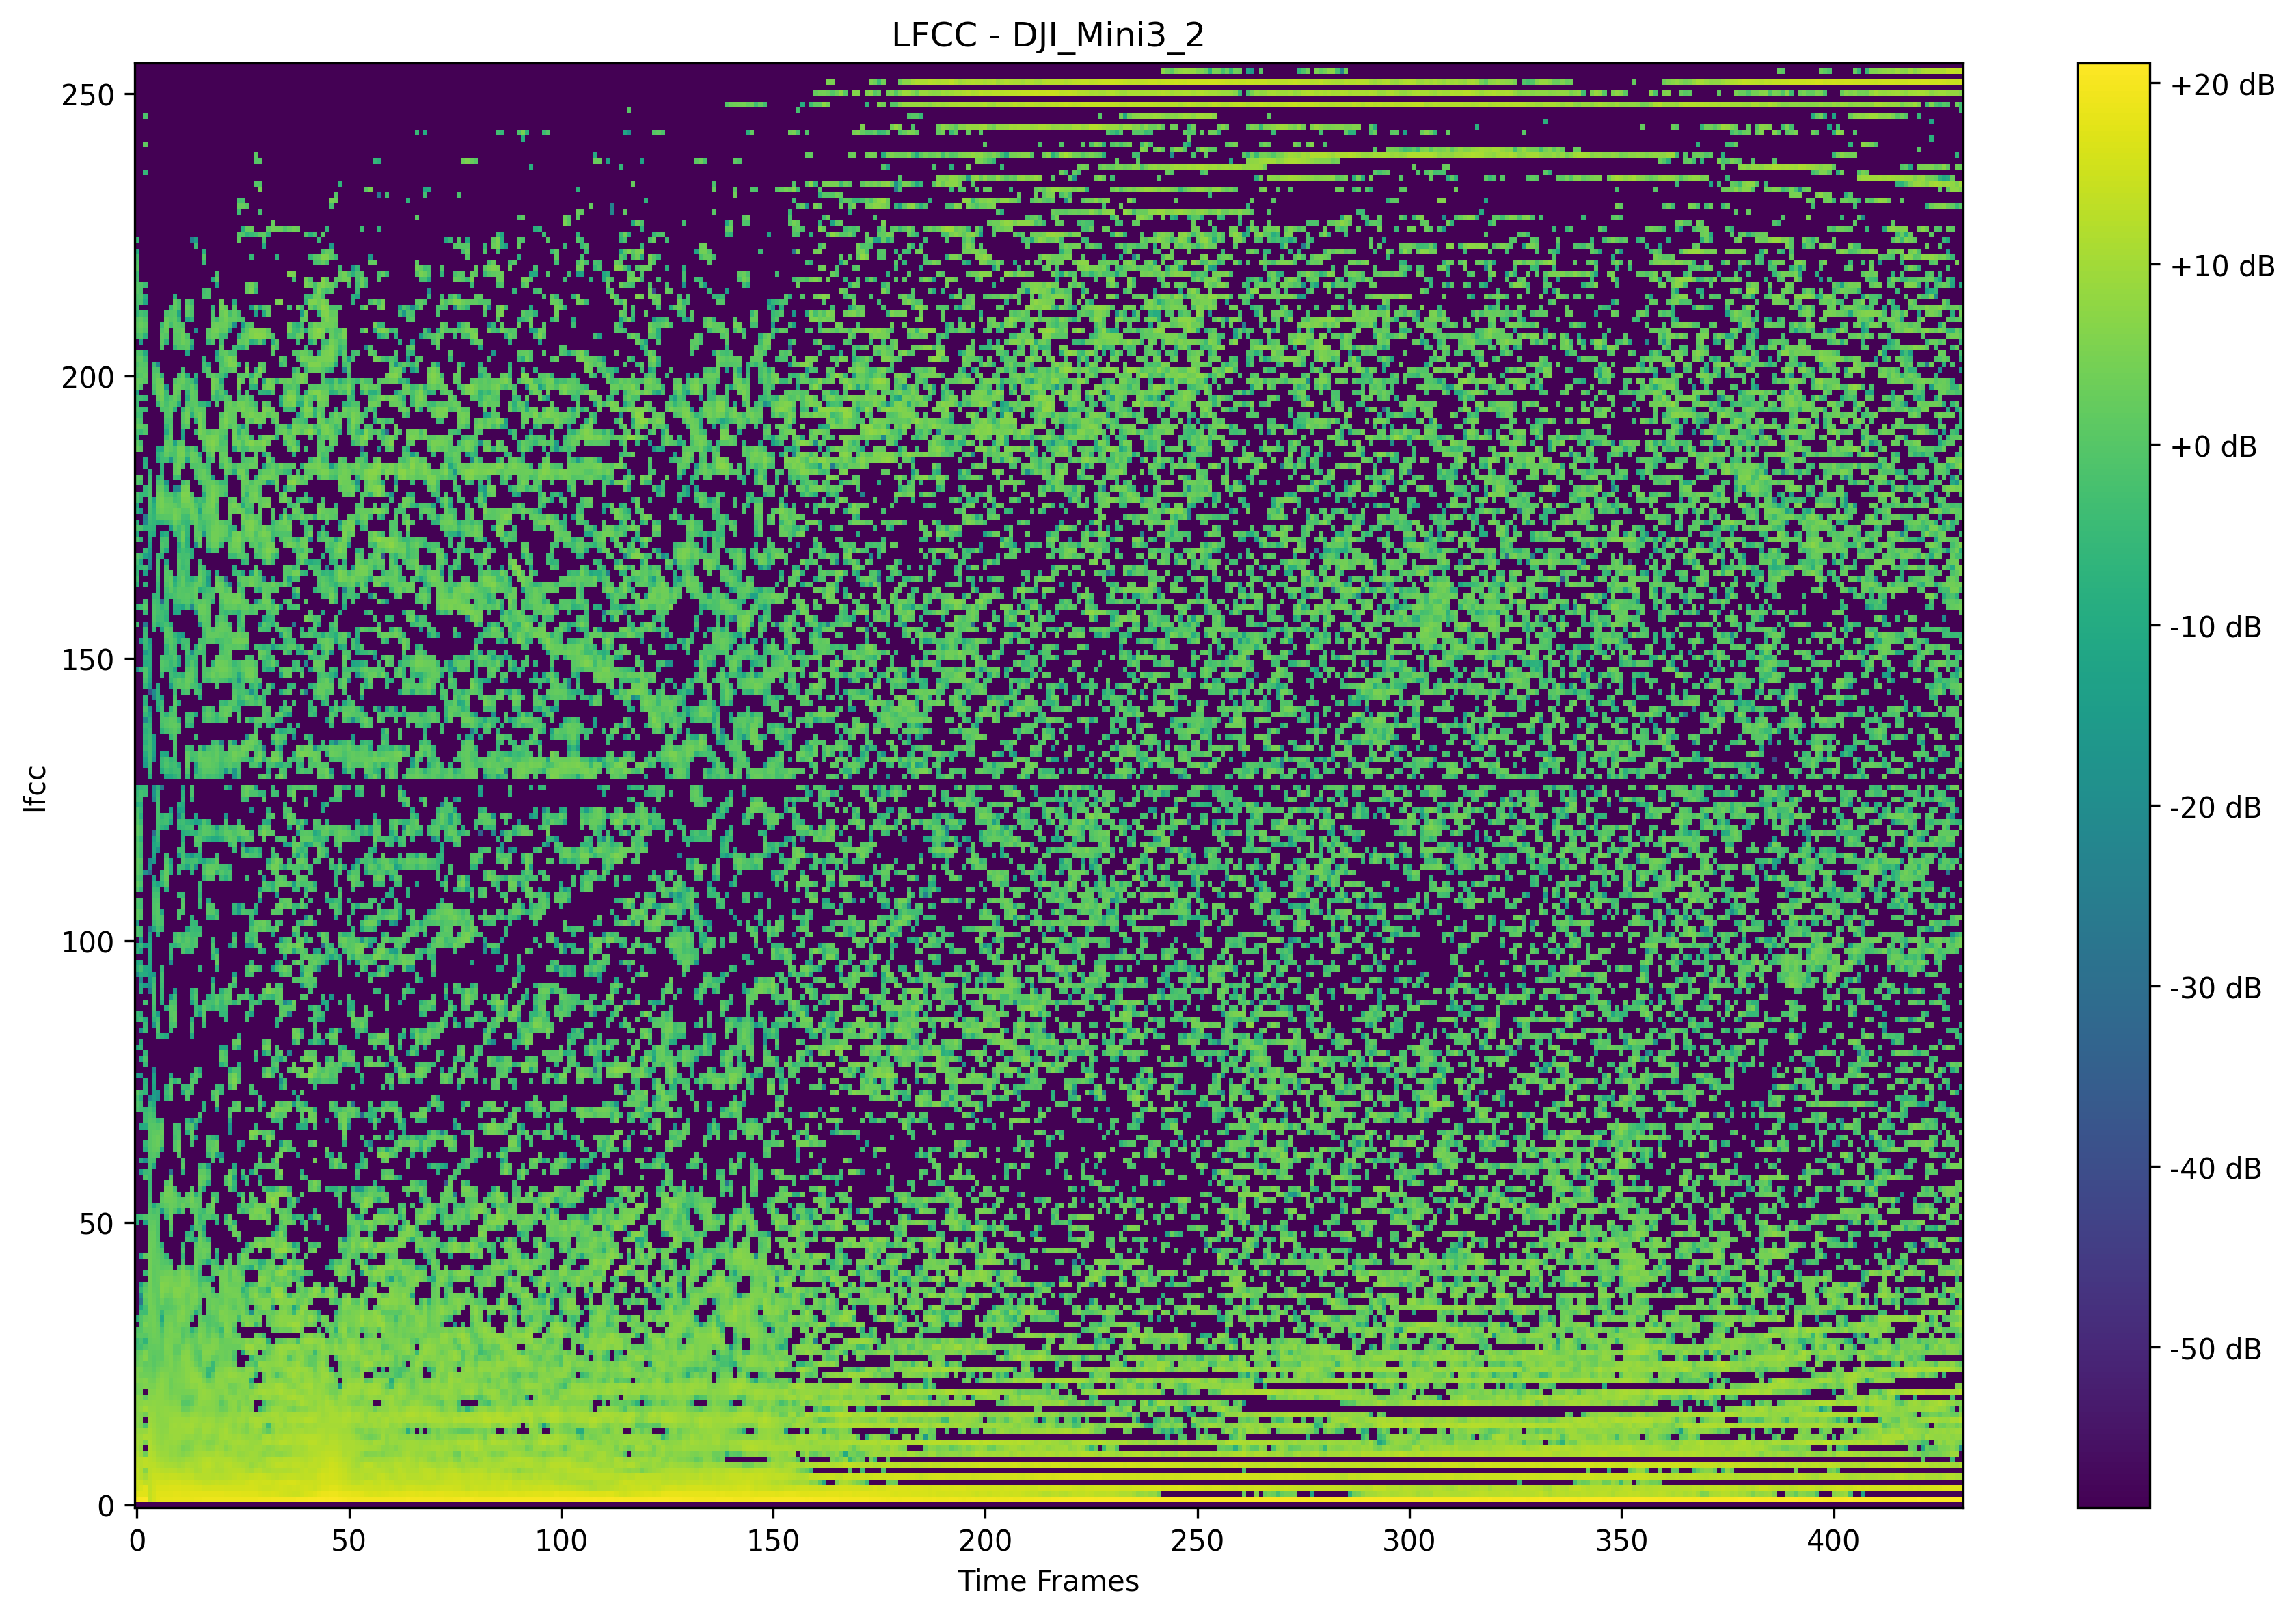 LFCC - DJI_Mini3_2
250
200
150
100
50
0
lfcc
0 50 100 150 200 250 300 350 400
Time Frames
+20 dB
+10 dB
+0 dB
-10 dB
-20 dB
-30 dB
-40 dB
-50 dB